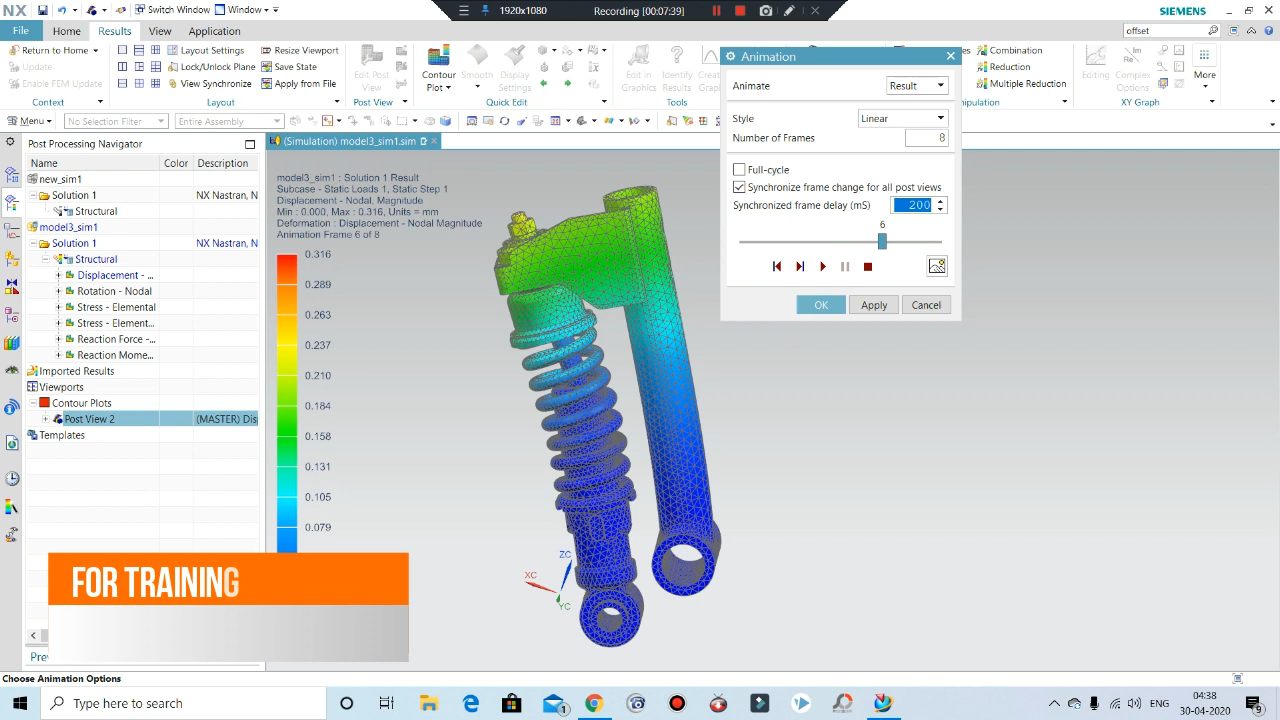 NX
Switch Window
Window
1920x1080
Recording [00:07:39]
SIEMENS
File
Home
Results
View
Application
offset
Return to Home
Update
Enable FEM Update
Context
Layout Settings
Lock/Unlock Plot
View Synchronize
Layout
Resize Viewport
Save State
Apply from File
Edit Post
View
Post View
Contour
Plot
Smooth
Display
Settings
Quick Edit
Edit in
Graphics
Identify
Results
Tools
Combination
Reduction
Multiple Reduction
Editing
Complex
Options
XY Graph
More
Menu
No Selection Filter
Entire Assembly
Post Processing Navigator
Name
Color
Description
new_sim1
Solution 1
NX Nastran, N
Structural
model3_sim1
Solution 1
NX Nastran, N
Structural
Displacement - ...
Rotation - Nodal
Stress - Elemental
Stress - Element...
Reaction Force -...
Reaction Mome...
Imported Results
Viewports
Contour Plots
Post View 2
(MASTER) Dis
Templates
(Simulation) model3_sim1.sim
model3_sim1 : Solution 1 Result
Subcase - Static Loads 1, Static Step 1
Displacement - Nodal, Magnitude
Min : 0.000, Max : 0.316, Units = mm
Deformation : Displacement - Nodal Magnitude
Animation Frame 6 of 8
0.316
0.289
0.263
0.237
0.210
0.184
0.158
0.131
0.105
0.079
XC
YC
ZC
Animation
Animate
Result
Style
Linear
Number of Frames
8
Full-cycle
Synchronize frame change for all post views
Synchronized frame delay (mS)
200
6
OK
Apply
Cancel
FOR TRAINING
Choose Animation Options
Type here to search
ENG
04:38
30-04-2020